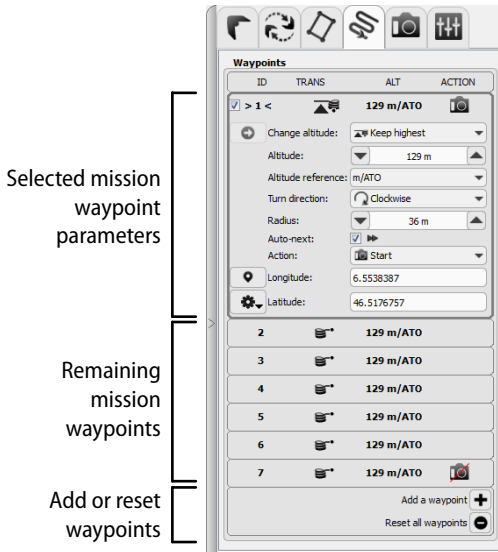 Waypoints
ID TRANS ALT ACTION
> 1 < 129 m/ATO
Change altitude: Keep highest
Altitude: 129 m
Altitude reference: m/ATO
Turn direction: Clockwise
Radius: 36 m
Auto-next:
Action: Start
Longitude: 6.5538387
Latitude: 46.5176757
Selected mission
waypoint
parameters
>
2 129 m/ATO
3 129 m/ATO
4 129 m/ATO
5 129 m/ATO
6 129 m/ATO
7 129 m/ATO
Remaining
mission
waypoints
Add a waypoint
Reset all waypoints
Add or reset
waypoints